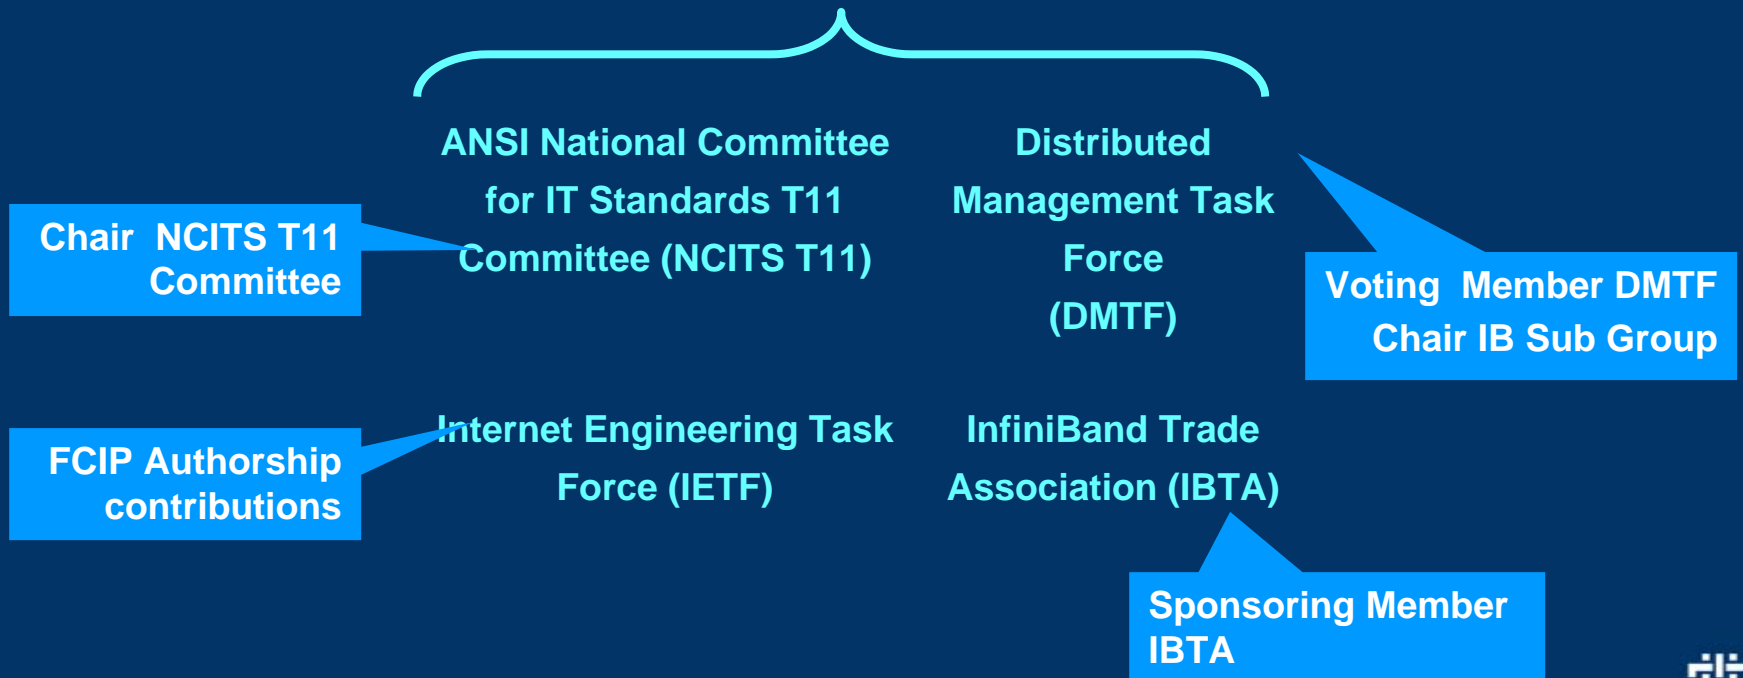 ANSI National Committee
for IT Standards T11
Committee (NCITS T11)
Distributed
Management Task
Force
(DMTF)
Chair  NCITS T11
Committee
Voting  Member DMTF
Chair IB Sub Group
Internet Engineering Task
Force (IETF)
InfiniBand Trade
Association (IBTA)
FCIP Authorship
contributions
Sponsoring Member
IBTA